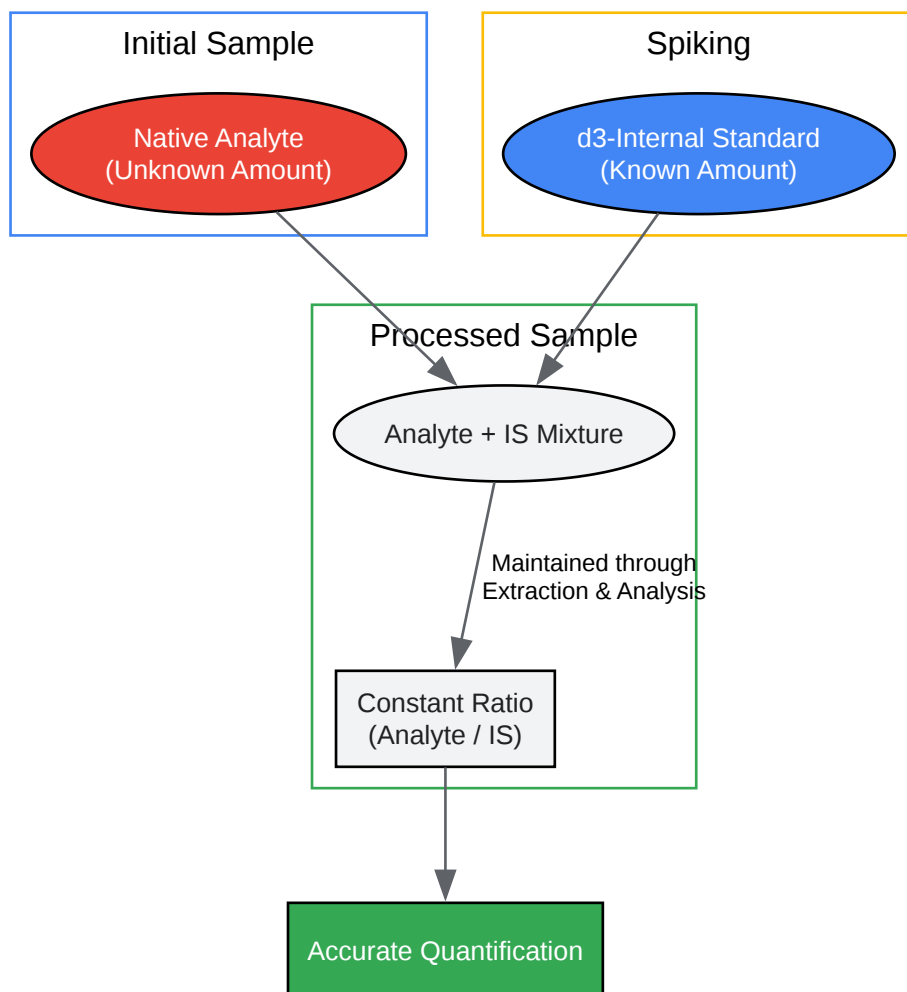 Initial Sample
Spiking
Native Analyte
(Unknown Amount)
d3-Internal Standard
(Known Amount)
Processed Sample
Analyte + IS Mixture
Maintained through
Extraction & Analysis
Constant Ratio
(Analyte / IS)
Accurate Quantification